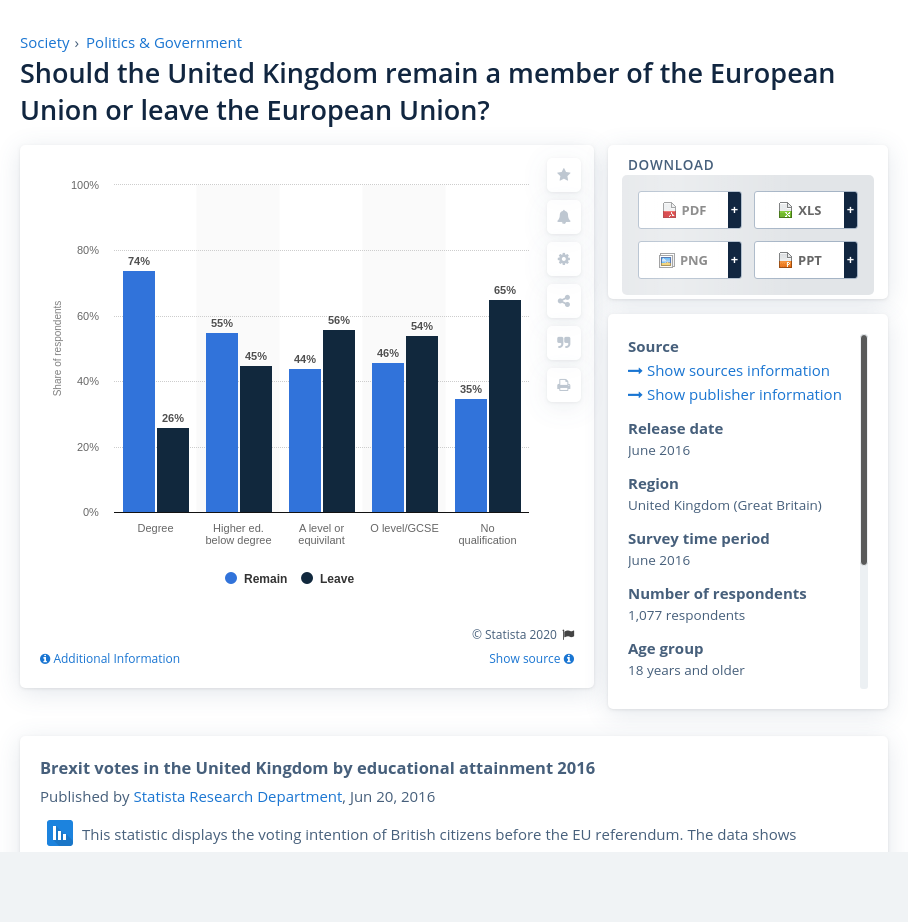 Society › Politics & Government
Should the United Kingdom remain a member of the European
Union or leave the European Union?
100%
80%
60%
40%
20%
0%
Share of respondents
74%
26%
55%
45%
44%
56%
46%
54%
35%
65%
Degree
Higher ed.
below degree
A level or
equivilant
O level/GCSE
No
qualification
Remain
Leave
© Statista 2020
Additional Information
Show source
DOWNLOAD
PDF +
XLS +
PNG +
PPT +
Source
Show sources information
Show publisher information
Release date
June 2016
Region
United Kingdom (Great Britain)
Survey time period
June 2016
Number of respondents
1,077 respondents
Age group
18 years and older
Brexit votes in the United Kingdom by educational attainment 2016
Published by Statista Research Department, Jun 20, 2016
This statistic displays the voting intention of British citizens before the EU referendum. The data shows